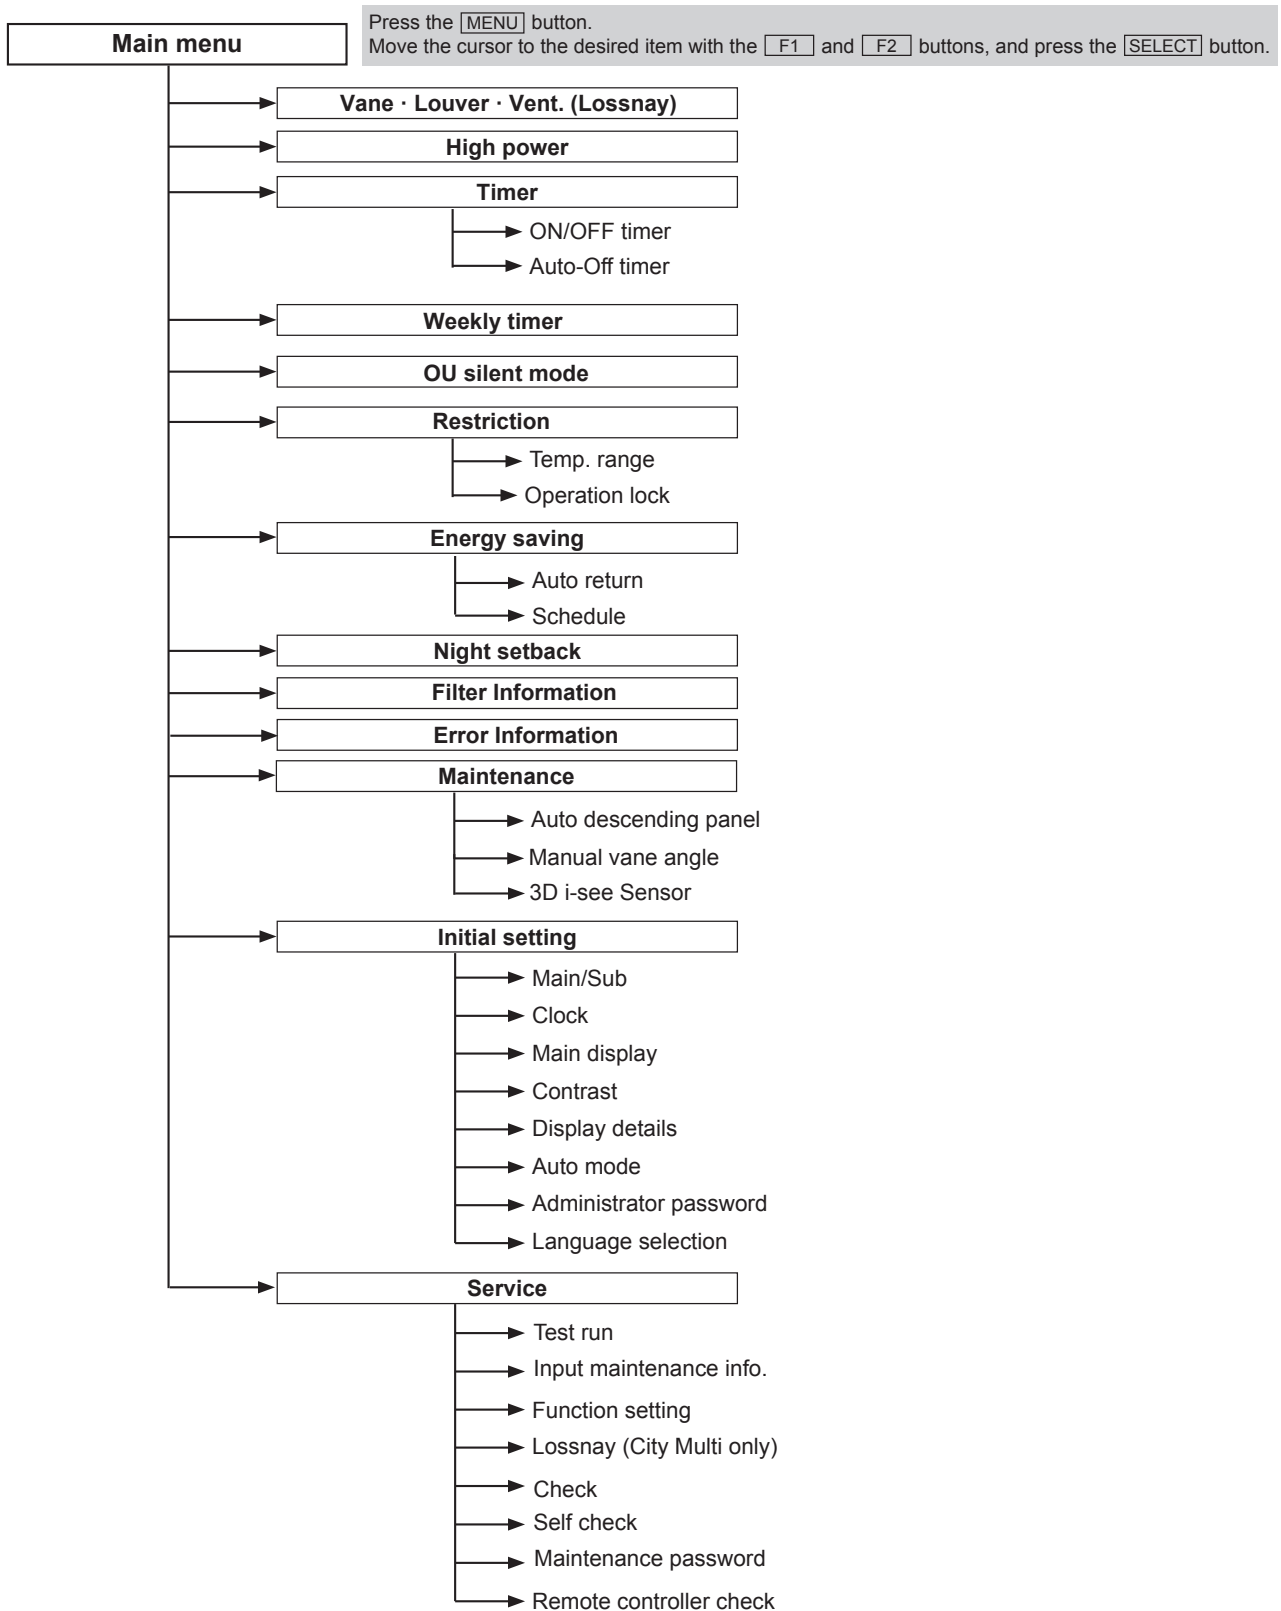 Main menu
Press the MENU button.
Move the cursor to the desired item with the F1 and F2 buttons, and press the SELECT button.
Vane · Louver · Vent. (Lossnay)
High power
Timer
ON/OFF timer
Auto-Off timer
Weekly timer
OU silent mode
Restriction
Temp. range
Operation lock
Energy saving
Auto return
Schedule
Night setback
Filter Information
Error Information
Maintenance
Auto descending panel
Manual vane angle
3D i-see Sensor
Initial setting
Main/Sub
Clock
Main display
Contrast
Display details
Auto mode
Administrator password
Language selection
Service
Test run
Input maintenance info.
Function setting
Lossnay (City Multi only)
Check
Self check
Maintenance password
Remote controller check